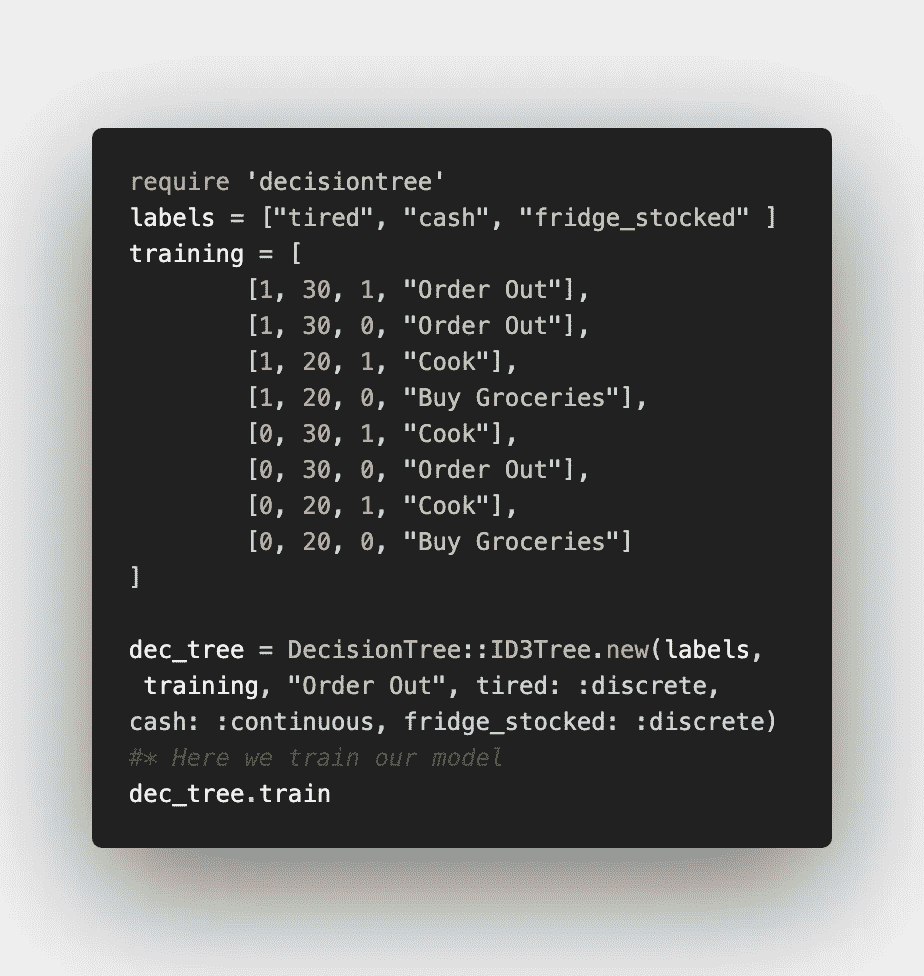 require 'decisiontree'
labels = ["tired", "cash", "fridge_stocked" ]
training = [
        [1, 30, 1, "Order Out"],
        [1, 30, 0, "Order Out"],
        [1, 20, 1, "Cook"],
        [1, 20, 0, "Buy Groceries"],
        [0, 30, 1, "Cook"],
        [0, 30, 0, "Order Out"],
        [0, 20, 1, "Cook"],
        [0, 20, 0, "Buy Groceries"]
]
dec_tree = DecisionTree::ID3Tree.new(labels,
 training, "Order Out", tired: :discrete,
cash: :continuous, fridge_stocked: :discrete)
#* Here we train our model
dec_tree.train